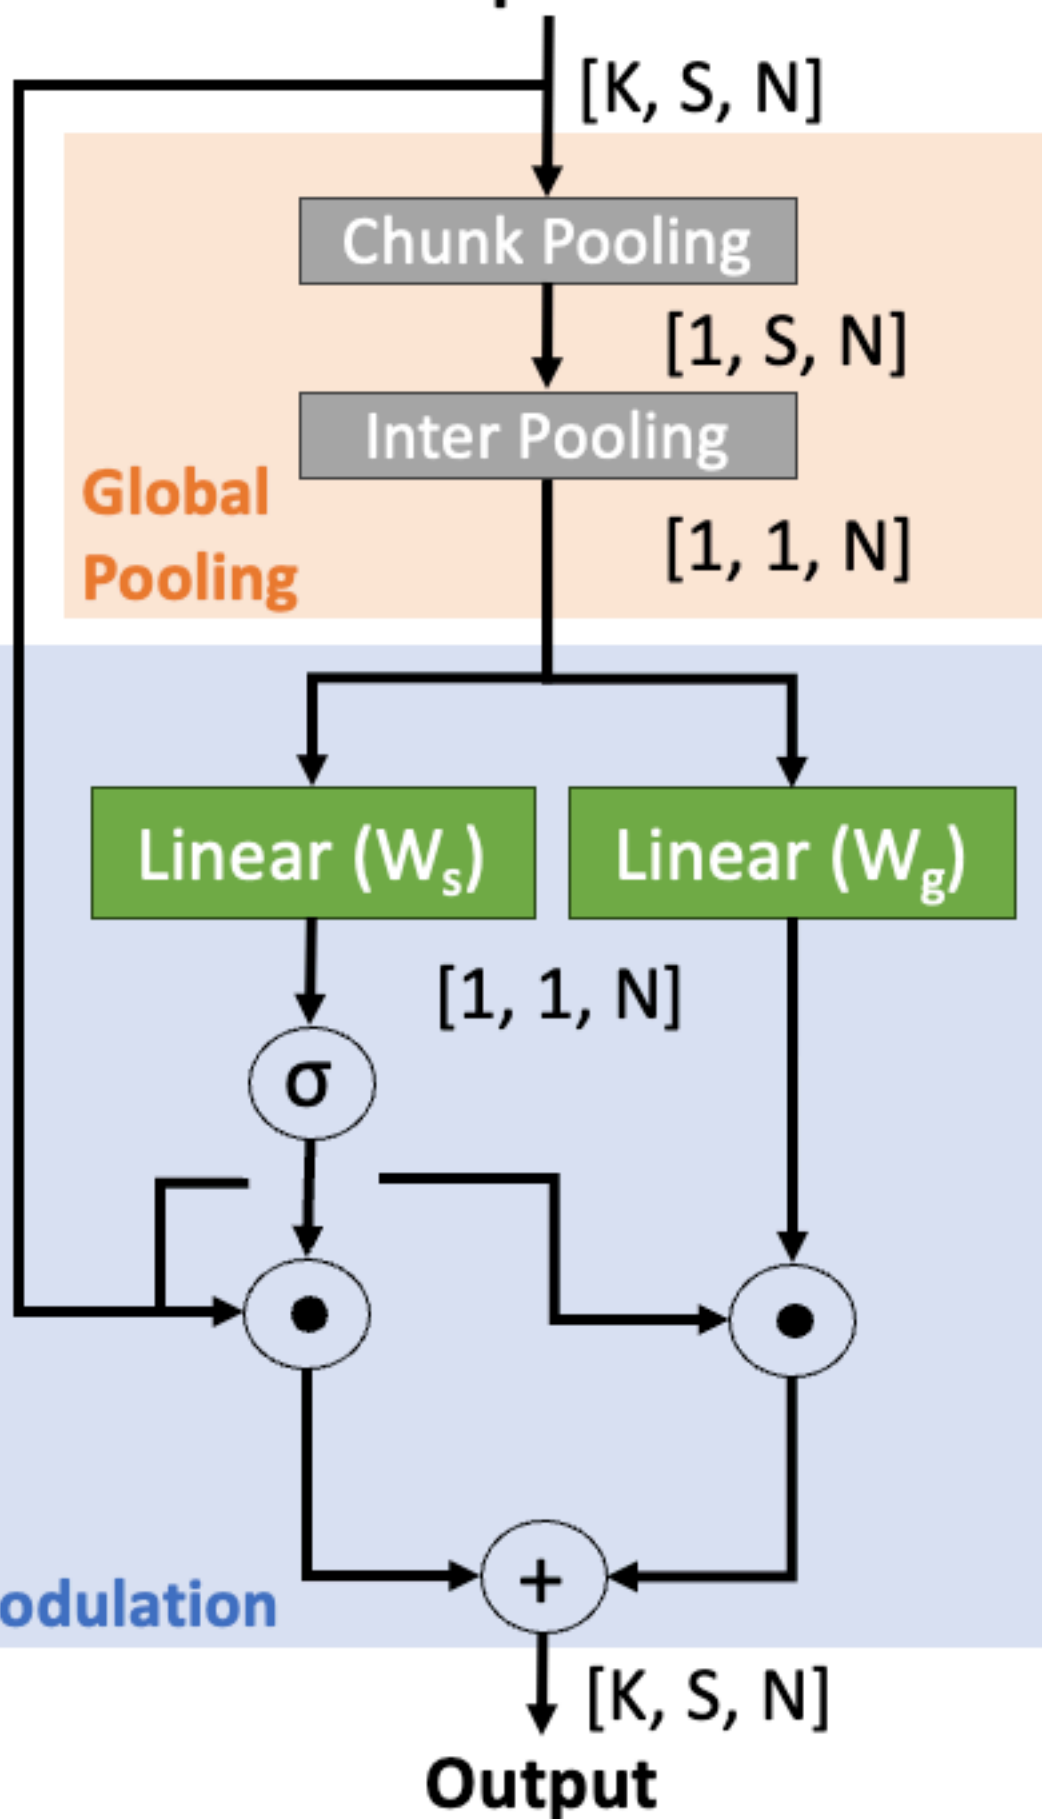 [K, S, N]
Chunk Pooling
[1, S, N]
Inter Pooling
Global
Pooling
[1, 1, N]
Linear (Ws)
Linear (Wg)
[1, 1, N]
σ
+
odulation
[K, S, N]
Output